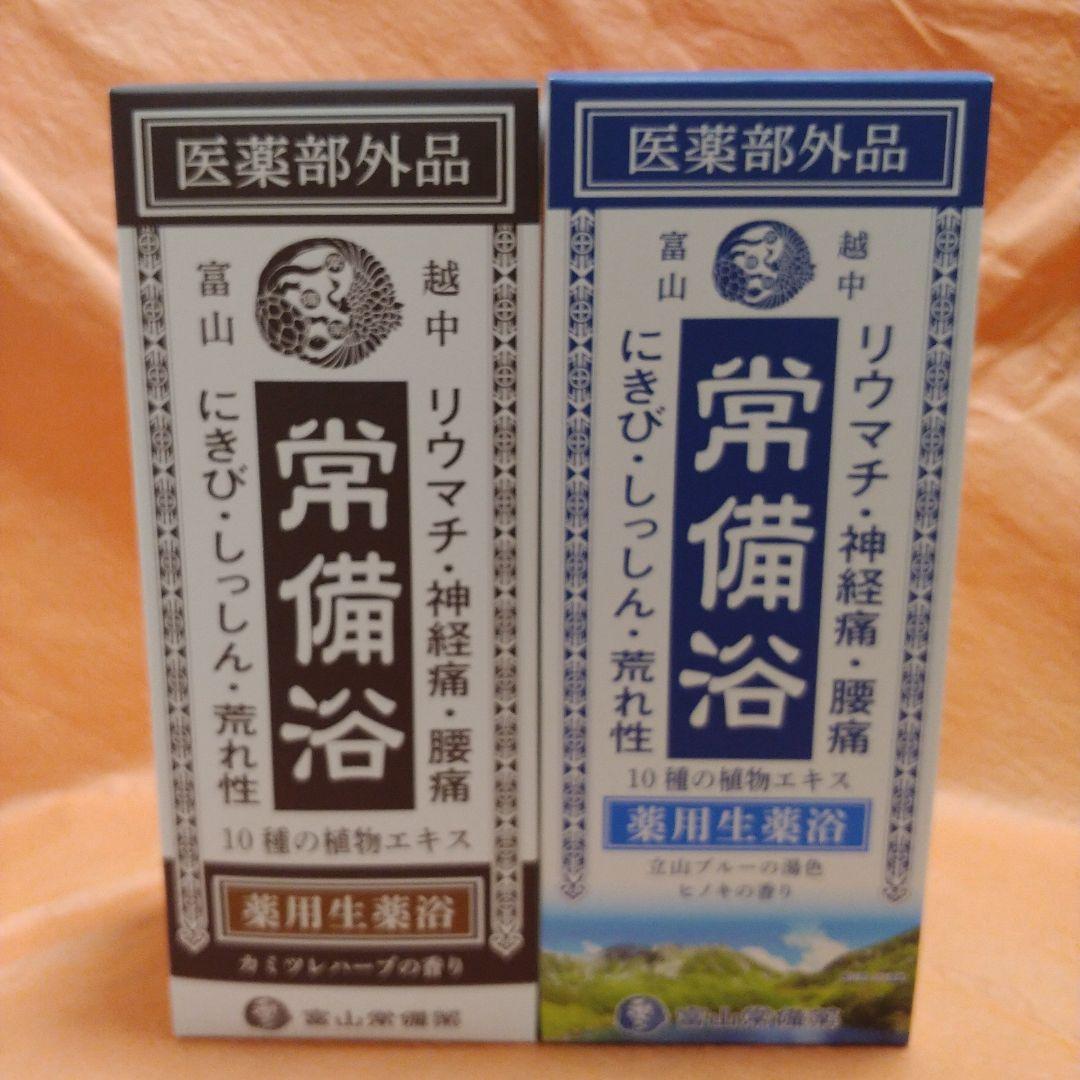 医薬部外品
越中
富山
リウマチ・神経痛・腰痛
常備浴
にきび・しっしん・荒れ性
10種の植物エキス
薬用生薬浴
カミツレハーブの香り
富山常備薬
医薬部外品
越中
富山
リウマチ・神経痛・腰痛
常備浴
にきび・しっしん・荒れ性
10種の植物エキス
薬用生薬浴
立山ブルーの湯色
ヒノキの香り
富山常備薬